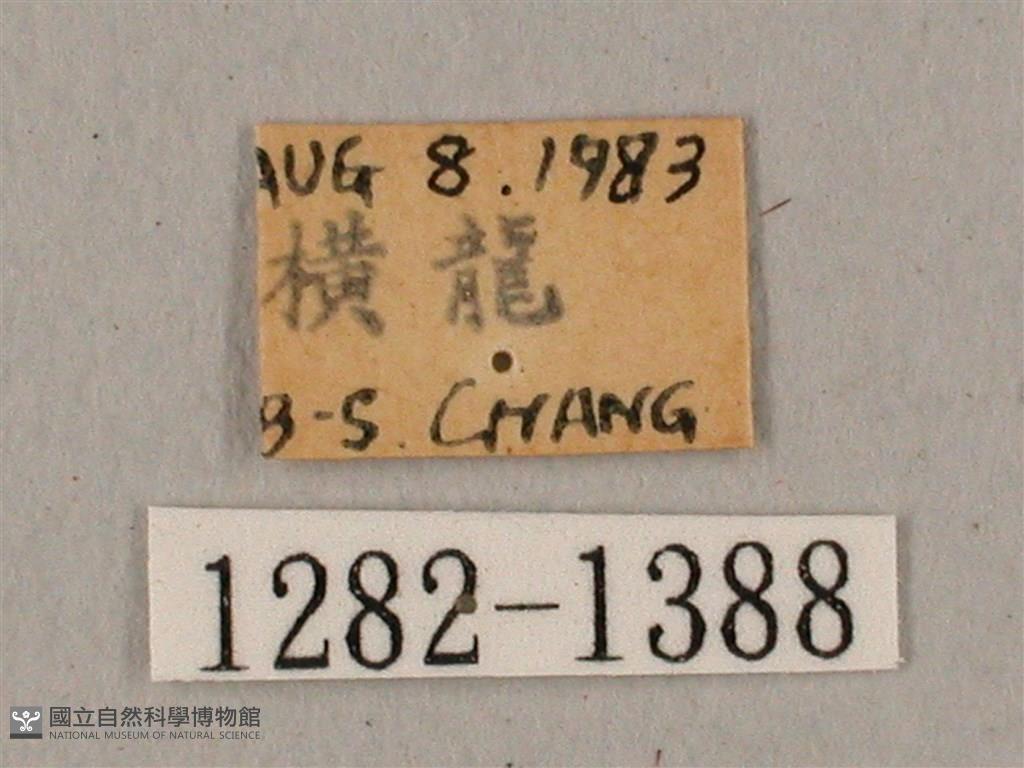 AUG 8.1983
横龍
B-S. CHANG
1282-1388
國立自然科學博物館
NATIONAL MUSEUM OF NATURAL SCIENCE